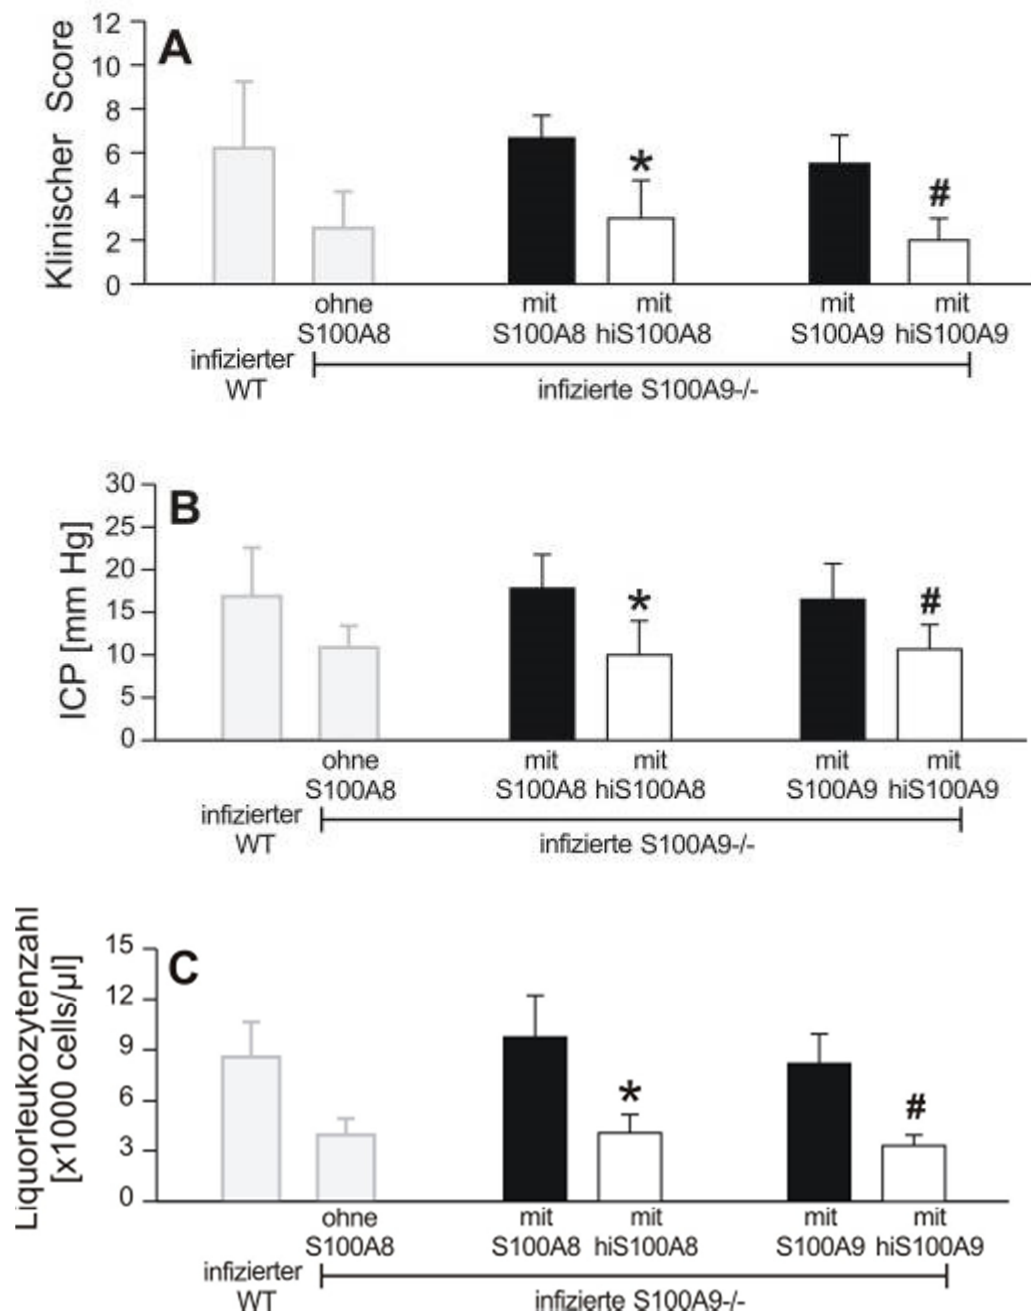 A
Klinischer Score
12
10
8
6
4
2
0
*
#
ohne S100A8
mit S100A8
mit hiS100A8
mit S100A9
mit hiS100A9
infizierter WT
infizierte S100A9-/-
B
ICP [mm Hg]
30
25
20
15
10
5
0
*
#
ohne S100A8
mit S100A8
mit hiS100A8
mit S100A9
mit hiS100A9
infizierter WT
infizierte S100A9-/-
C
Liquorleukozytenzahl
[x1000 cells/µl]
15
12
9
6
3
0
*
#
ohne S100A8
mit S100A8
mit hiS100A8
mit S100A9
mit hiS100A9
infizierter WT
infizierte S100A9-/-